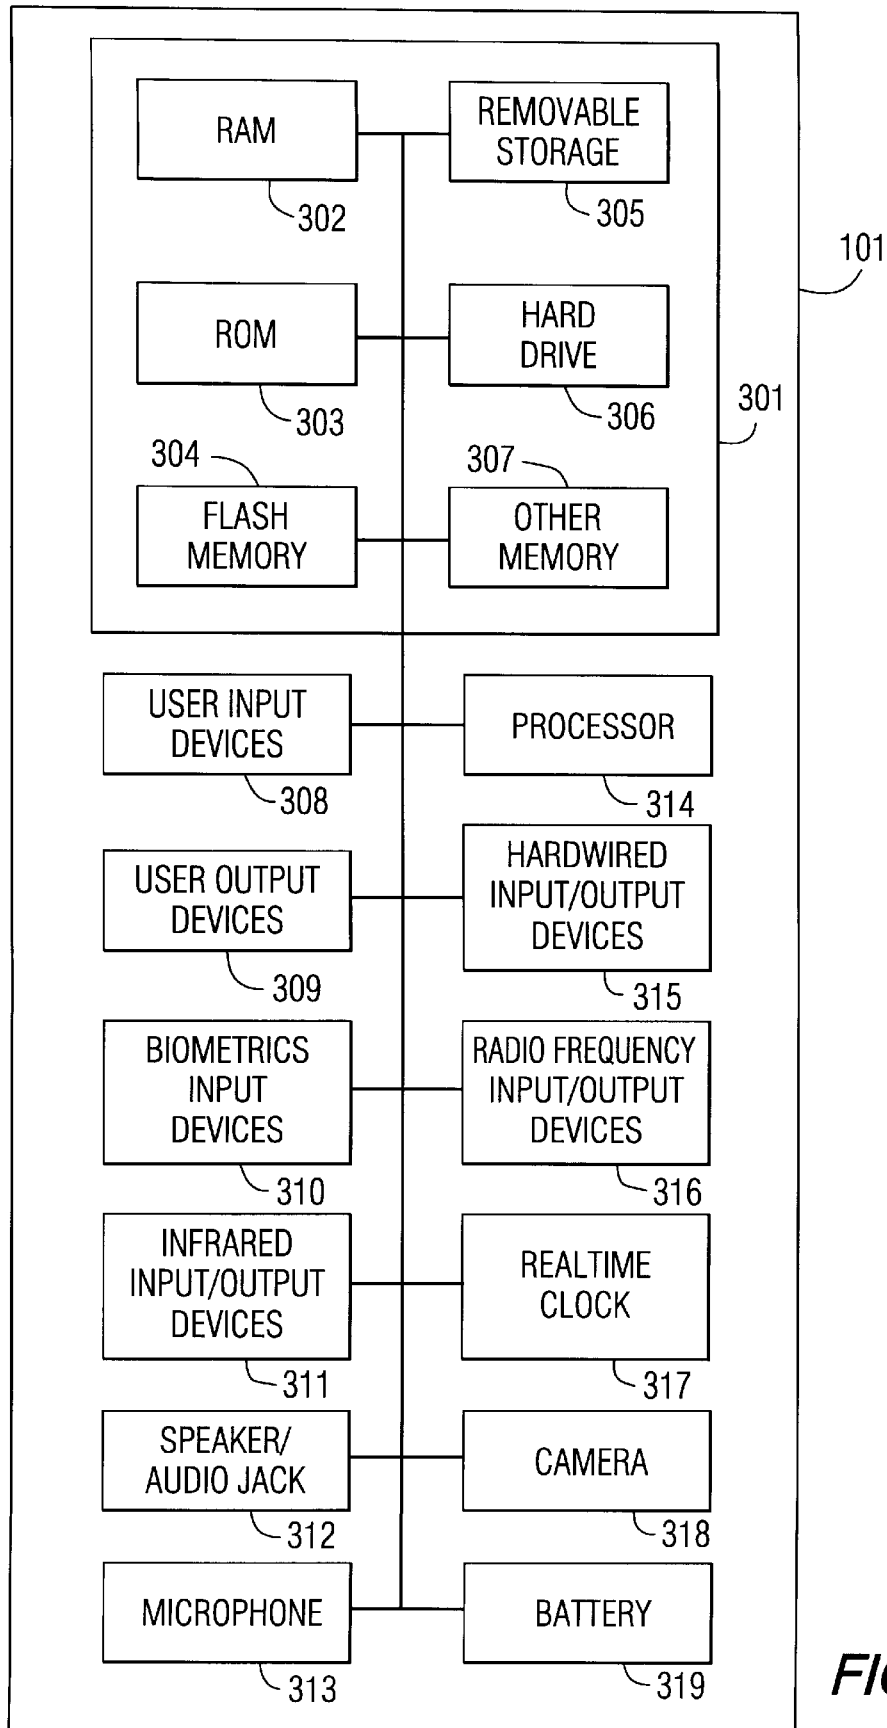 RAM
302
REMOVABLE
STORAGE
305
101
ROM
303
HARD
DRIVE
306
301
304
FLASH
MEMORY
307
OTHER
MEMORY
USER INPUT
DEVICES
308
PROCESSOR
314
USER OUTPUT
DEVICES
309
HARDWIRED
INPUT/OUTPUT
DEVICES
315
BIOMETRICS
INPUT
DEVICES
310
RADIO FREQUENCY
INPUT/OUTPUT
DEVICES
316
INFRARED
INPUT/OUTPUT
DEVICES
311
REALTIME
CLOCK
317
SPEAKER/
AUDIO JACK
312
CAMERA
318
MICROPHONE
313
BATTERY
319